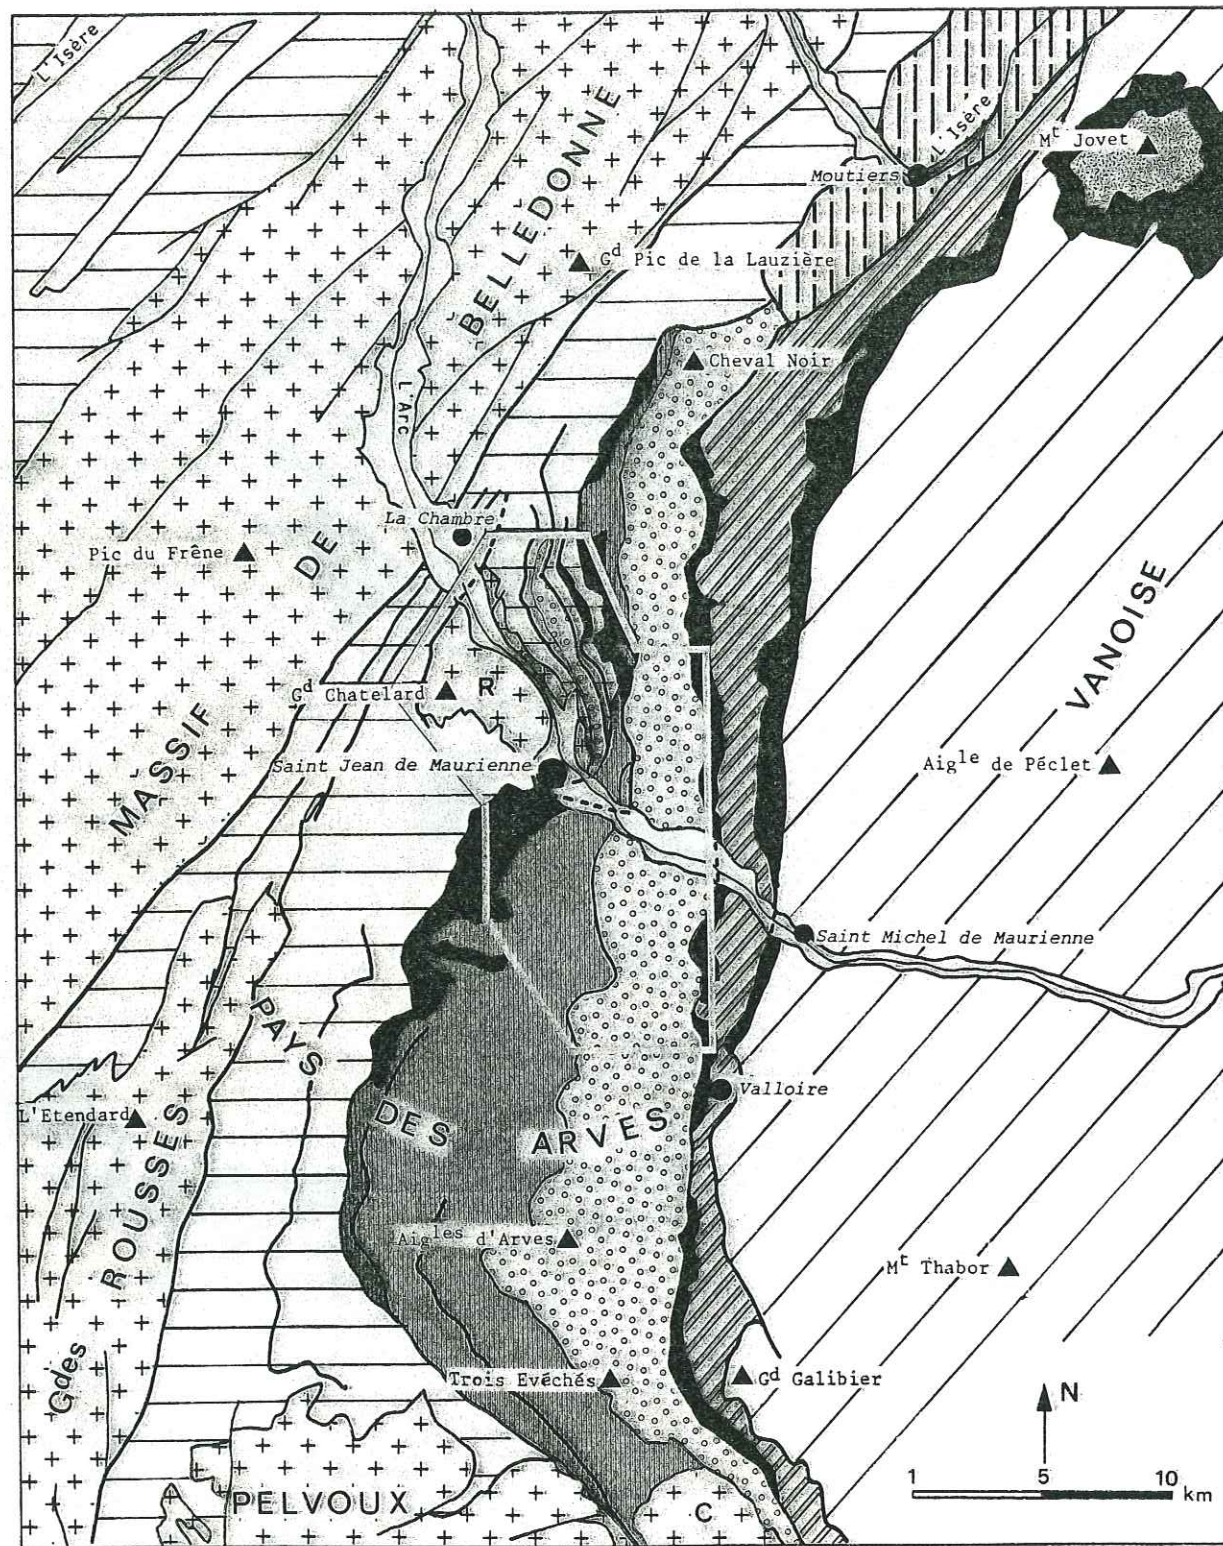 L'Isère
L'Isère
Mt Jovet
Moutiers
BELLEDONNE
Gd Pic de la Lauzière
Cheval Noir
L'Arc
La Chambre
Pic du Frêne
DE
VANOISE
Gd Chatelard
R
MASSIF
Saint Jean de Maurienne
Aigle de Péclet
Saint Michel de Maurienne
PAYS
Valloire
L'Etendard
DES ARVES
ROUSSES
Aigles d'Arves
Mt Thabor
Gdes
Trois Evéchés
Gd Galibier
N
1 5 10
km
PELVOUX
C